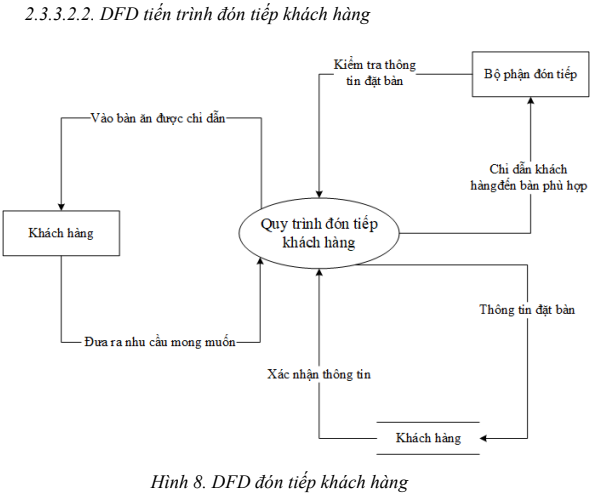 2.3.3.2.2. DFD tiến trình đón tiếp khách hàng
Kiểm tra thông
tin đặt bàn
Bộ phận đón tiếp
Vào bàn ăn được chỉ dẫn
Chỉ dẫn khách
hàngđến bàn phù hợp
Khách hàng
Quy trình đón tiếp
khách hàng
Thông tin đặt bàn
Đưa ra nhu cầu mong muốn
Xác nhận thông tin
Khách hàng
Hình 8. DFD đón tiếp khách hàng